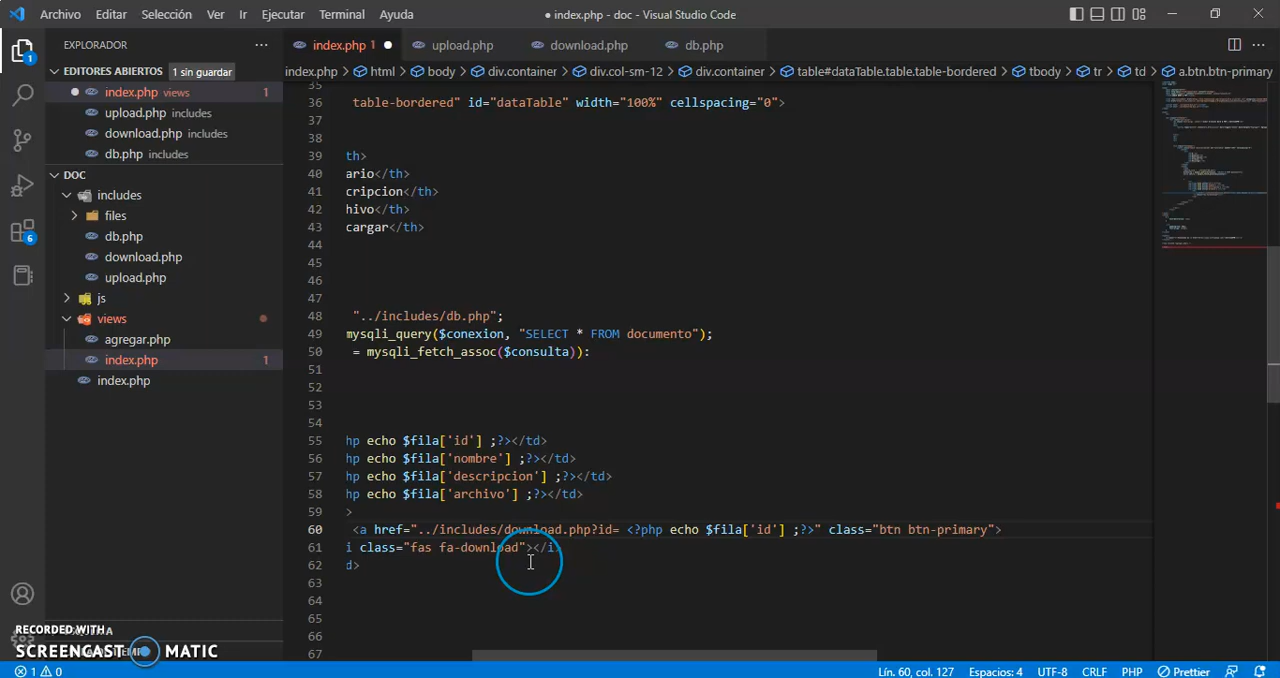 Archivo Editar Selección Ver Ir Ejecutar Terminal Ayuda ● index.php - doc - Visual Studio Code
EXPLORADOR ···
index.php 1 ● upload.php download.php db.php ···
EDITORES ABIERTOS 1 sin guardar
index.php > html > body > div.container > div.col-sm-12 > div.container > table#dataTable.table.table-bordered > tbody > tr > td > a.btn.btn-primary
● index.php views 1
upload.php includes
download.php includes
db.php includes
DOC
includes
files
db.php
download.php
upload.php
js
views
agregar.php
index.php 1
index.php
1
6
35
36 table-bordered" id="dataTable" width="100%" cellspacing="0">
37
38
39 th>
40 ario</th>
41 cripcion</th>
42 hivo</th>
43 cargar</th>
44
45
46
47
48 "../includes/db.php";
49 mysqli_query($conexion, "SELECT * FROM documento");
50 = mysqli_fetch_assoc($consulta)):
51
52
53
54
55 hp echo $fila['id'] ;?></td>
56 hp echo $fila['nombre'] ;?></td>
57 hp echo $fila['descripcion'] ;?></td>
58 hp echo $fila['archivo'] ;?></td>
59 >
60 <a href="../includes/download.php?id= <?php echo $fila['id'] ;?>" class="btn btn-primary">
61 i class="fas fa-download"></i>
62 d>
63
64
65
66
67
RECORDED WITH
SCREENCAST MATIC
1 0 Lín. 60, col. 127 Espacios: 4 UTF-8 CRLF PHP Prettier